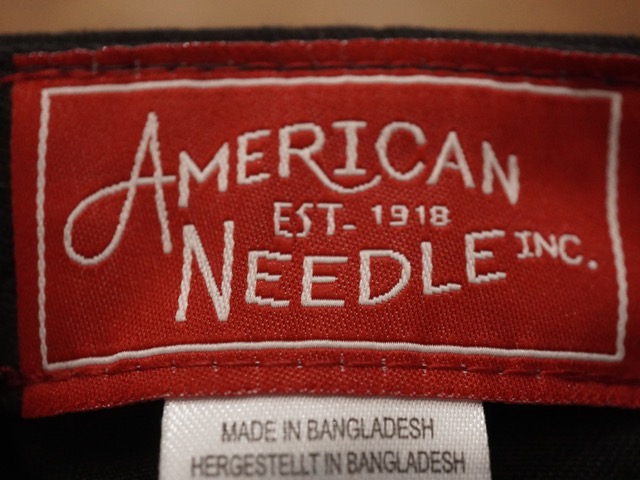 AMERICAN
EST. 1918
NEEDLE INC.
MADE IN BANGLADESH
HERGESTELLT IN BANGLADESH